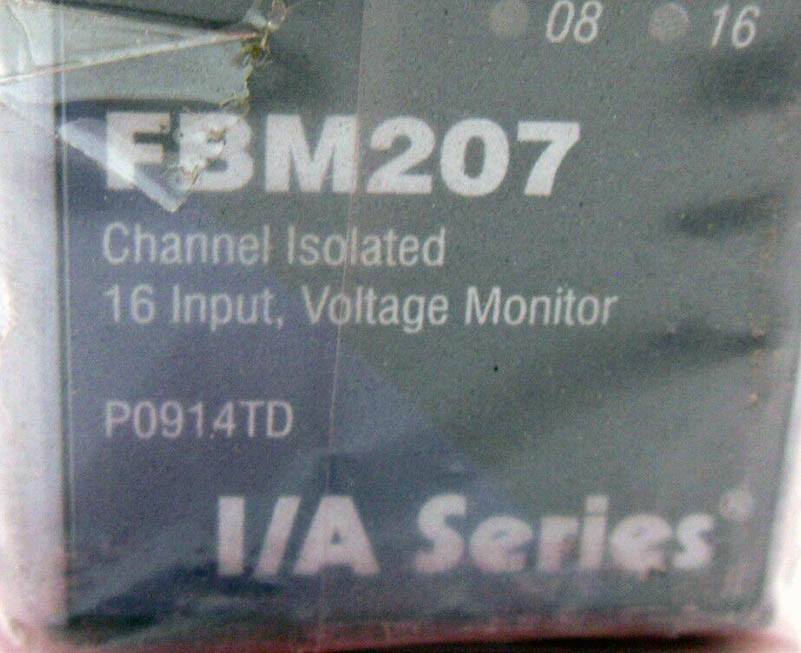 08 16
FBM207
Channel Isolated
16 Input, Voltage Monitor
P0914TD
I/A Series®